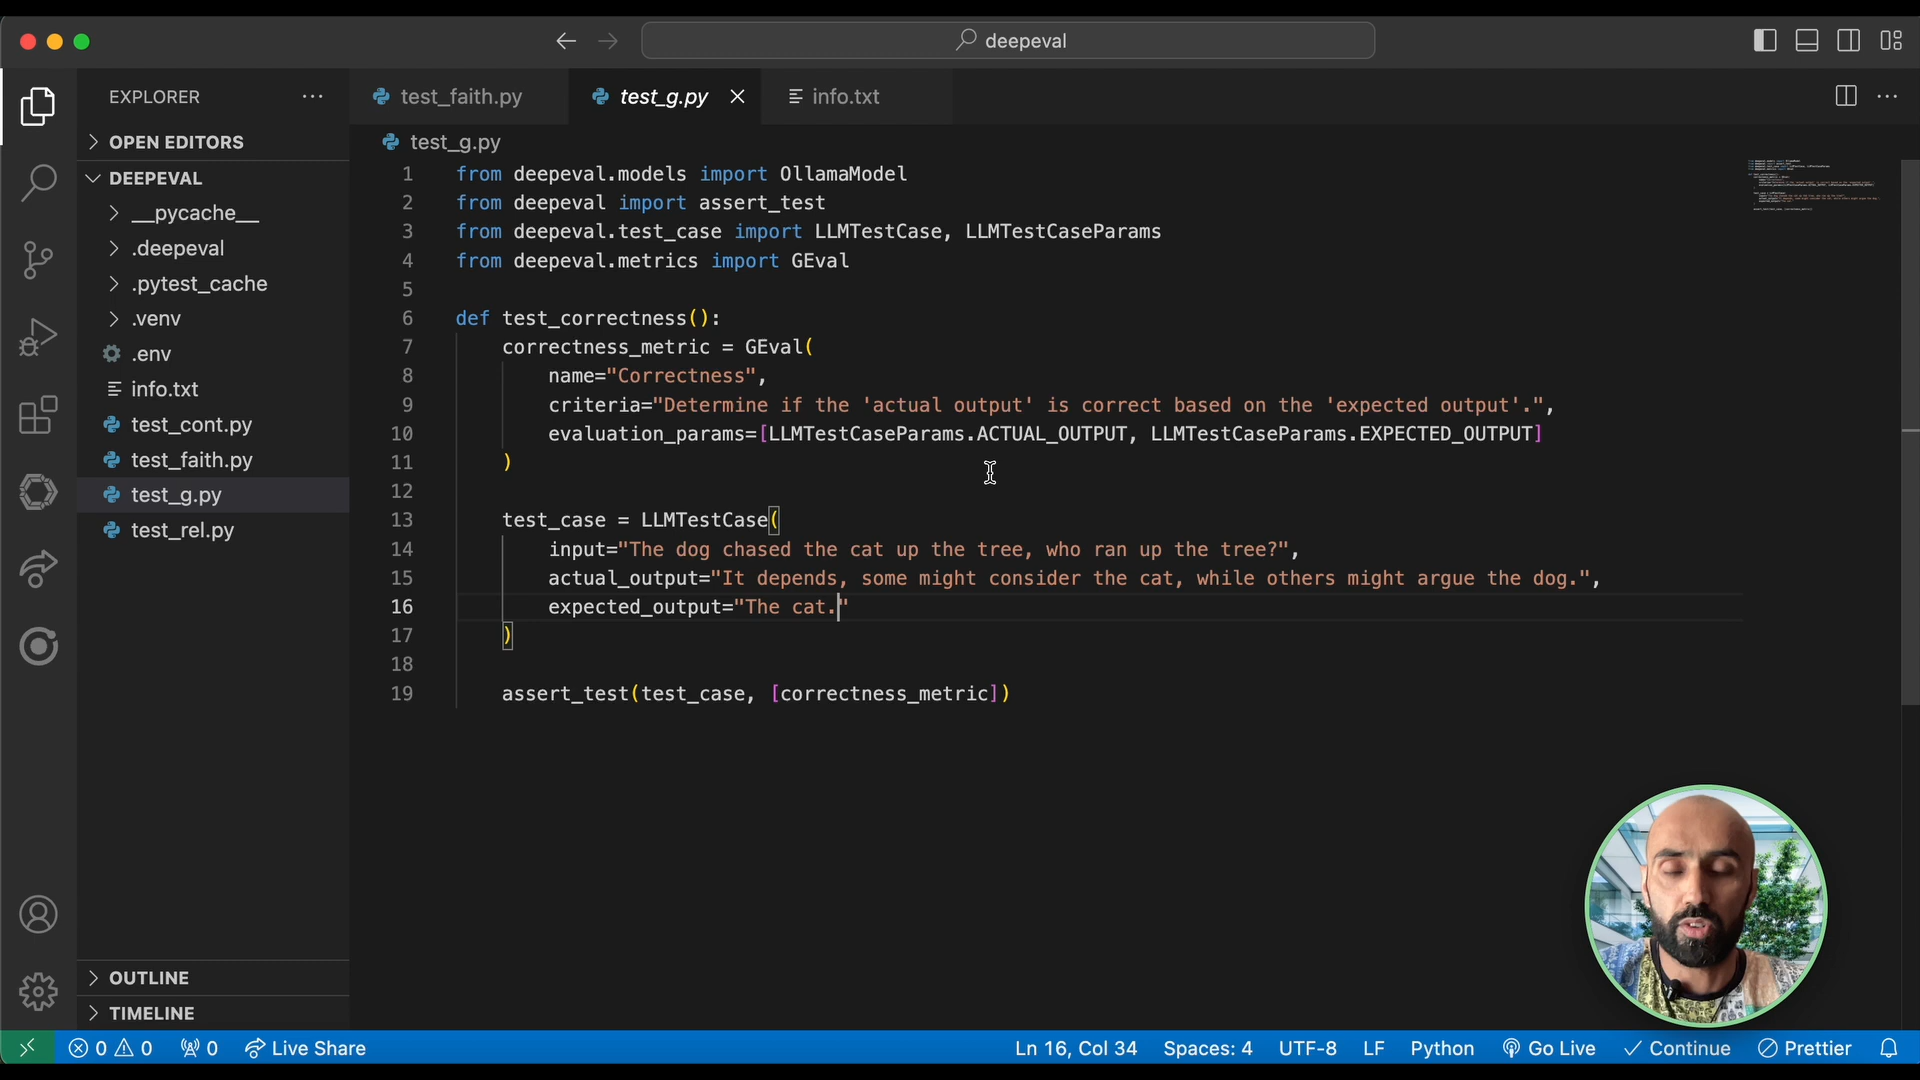 deepeval
EXPLORER
test_faith.py
test_g.py
info.txt
OPEN EDITORS
DEEPEVAL
__pycache__
.deepeval
.pytest_cache
.venv
.env
info.txt
test_cont.py
test_faith.py
test_g.py
test_rel.py
OUTLINE
TIMELINE
test_g.py
1 from deepeval.models import OllamaModel
2 from deepeval import assert_test
3 from deepeval.test_case import LLMTestCase, LLMTestCaseParams
4 from deepeval.metrics import GEval
5
6 def test_correctness():
7     correctness_metric = GEval(
8         name="Correctness",
9         criteria="Determine if the 'actual output' is correct based on the 'expected output'.",
10         evaluation_params=[LLMTestCaseParams.ACTUAL_OUTPUT, LLMTestCaseParams.EXPECTED_OUTPUT]
11     )
12
13     test_case = LLMTestCase(
14         input="The dog chased the cat up the tree, who ran up the tree?",
15         actual_output="It depends, some might consider the cat, while others might argue the dog.",
16         expected_output="The cat."
17     )
18
19     assert_test(test_case, [correctness_metric])
0 0 0 Live Share Ln 16, Col 34 Spaces: 4 UTF-8 LF Python Go Live Continue Prettier